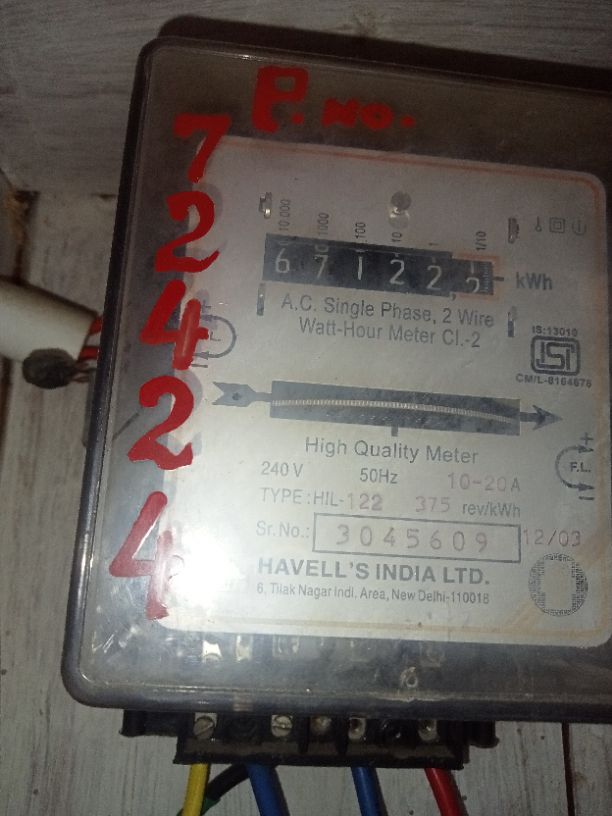 P. NO.
7
2
4
2
4
10,000 1000 100 10 1 1/10
6 7 1 2 2 2 kWh
A.C. Single Phase, 2 Wire
Watt-Hour Meter Cl.-2
IS:13010
ISI
CM/L-8164876
High Quality Meter
240 V 50Hz 10-20 A
+
F.L.
TYPE : HIL-122 375 rev/kWh
Sr.No.: 3045609 12/03
HAVELL'S INDIA LTD.
6, Tilak Nagar Indl. Area, New Delhi-110018